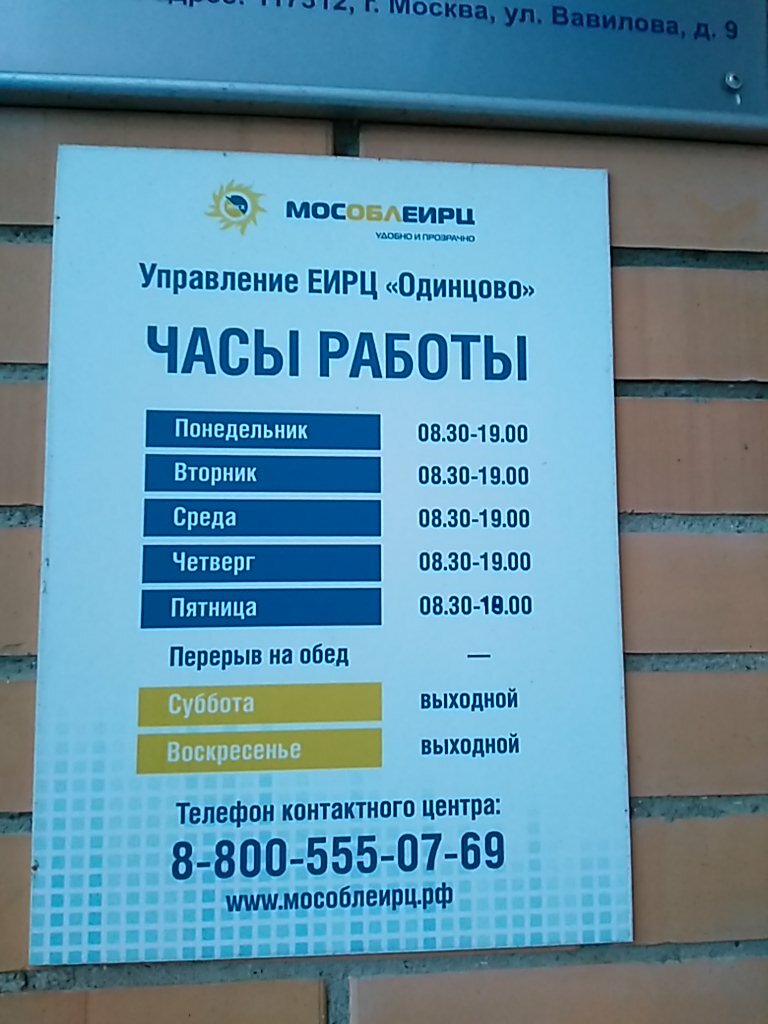 117312, г. Москва, ул. Вавилова, д. 9
МОСОБЛЕИРЦ
УДОБНО И ПРОЗРАЧНО
Управление ЕИРЦ «Одинцово»
ЧАСЫ РАБОТЫ
Понедельник 08.30-19.00
Вторник 08.30-19.00
Среда 08.30-19.00
Четверг 08.30-19.00
Пятница
Перерыв на обед —
Суббота выходной
Воскресенье выходной
Телефон контактного центра:
8-800-555-07-69
www.мособлеирц.рф